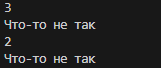 3
Что-то не так
2
Что-то не так